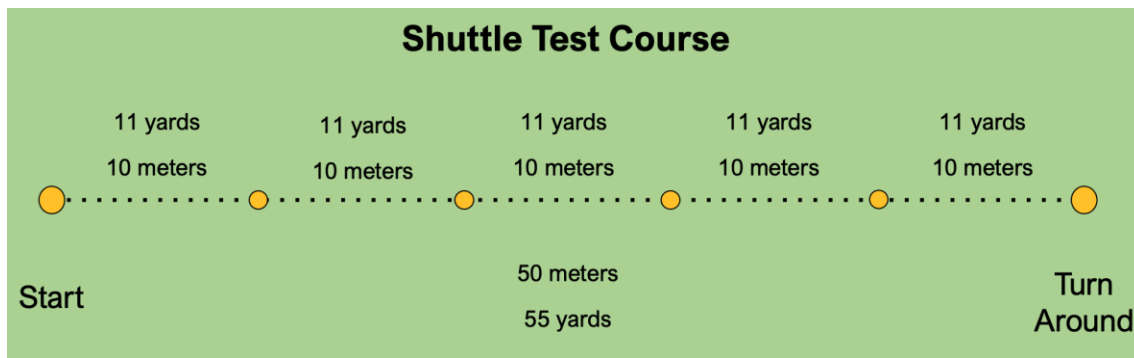 Shuttle Test Course
11 yards
11 yards
11 yards
11 yards
11 yards
10 meters
10 meters
10 meters
10 meters
10 meters
50 meters
55 yards
Start
Turn
Around